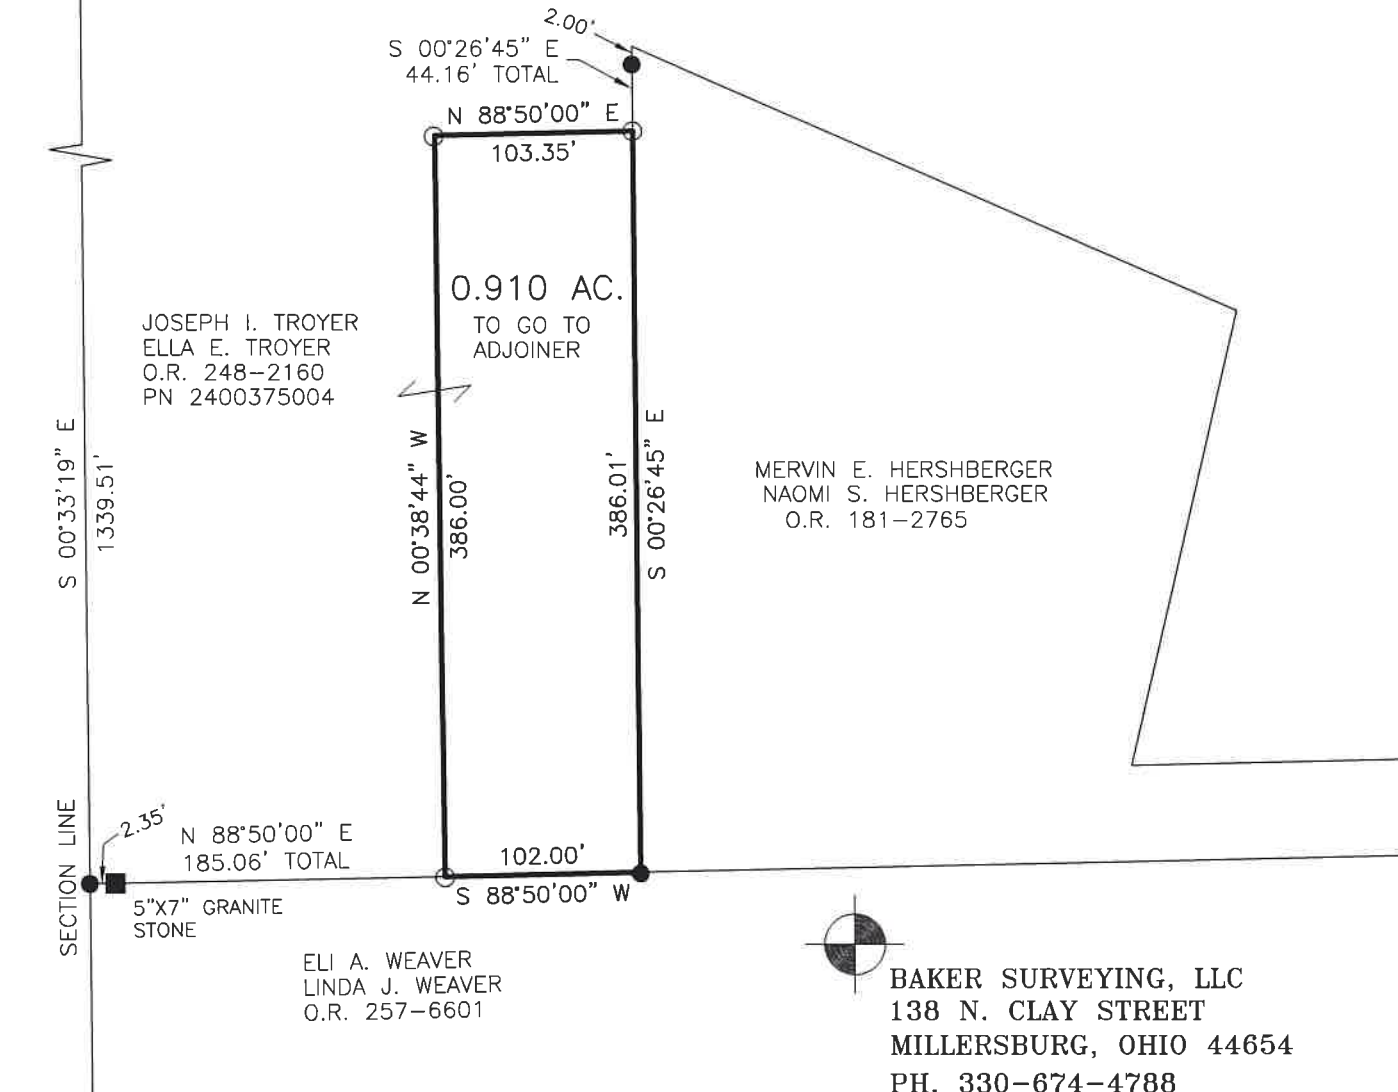 2.00'
S 00°26'45" E
44.16' TOTAL
N 88°50'00" E
103.35'
0.910 AC.
TO GO TO
ADJOINER
JOSEPH I. TROYER
ELLA E. TROYER
O.R. 248-2160
PN 2400375004
S 00°33'19" E
1339.51'
N 00°38'44" W
386.00'
386.01'
S 00°26'45" E
MERVIN E. HERSHBERGER
NAOMI S. HERSHBERGER
O.R. 181-2765
SECTION LINE
2.35'
N 88°50'00" E
185.06' TOTAL
102.00'
S 88°50'00" W
5"X7" GRANITE
STONE
ELI A. WEAVER
LINDA J. WEAVER
O.R. 257-6601
BAKER SURVEYING, LLC
138 N. CLAY STREET
MILLERSBURG, OHIO 44654
PH. 330-674-4788